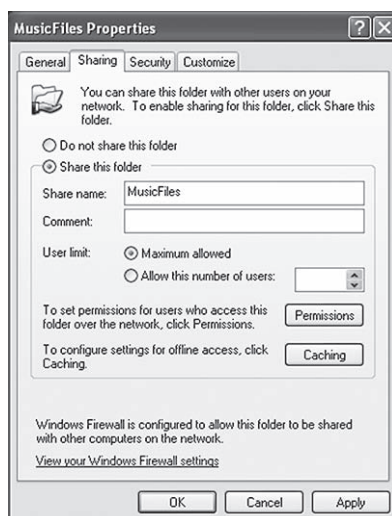 MusicFiles Properties
General Sharing Security Customize
You can share this folder with other users on your
network. To enable sharing for this folder, click Share this
folder.
Do not share this folder
Share this folder
Share name: MusicFiles
Comment:
User limit: Maximum allowed
Allow this number of users:
To set permissions for users who access this
folder over the network, click Permissions.
Permissions
To configure settings for offline access, click
Caching.
Caching
Windows Firewall is configured to allow this folder to be shared
with other computers on the network.
View your Windows Firewall settings
OK Cancel Apply